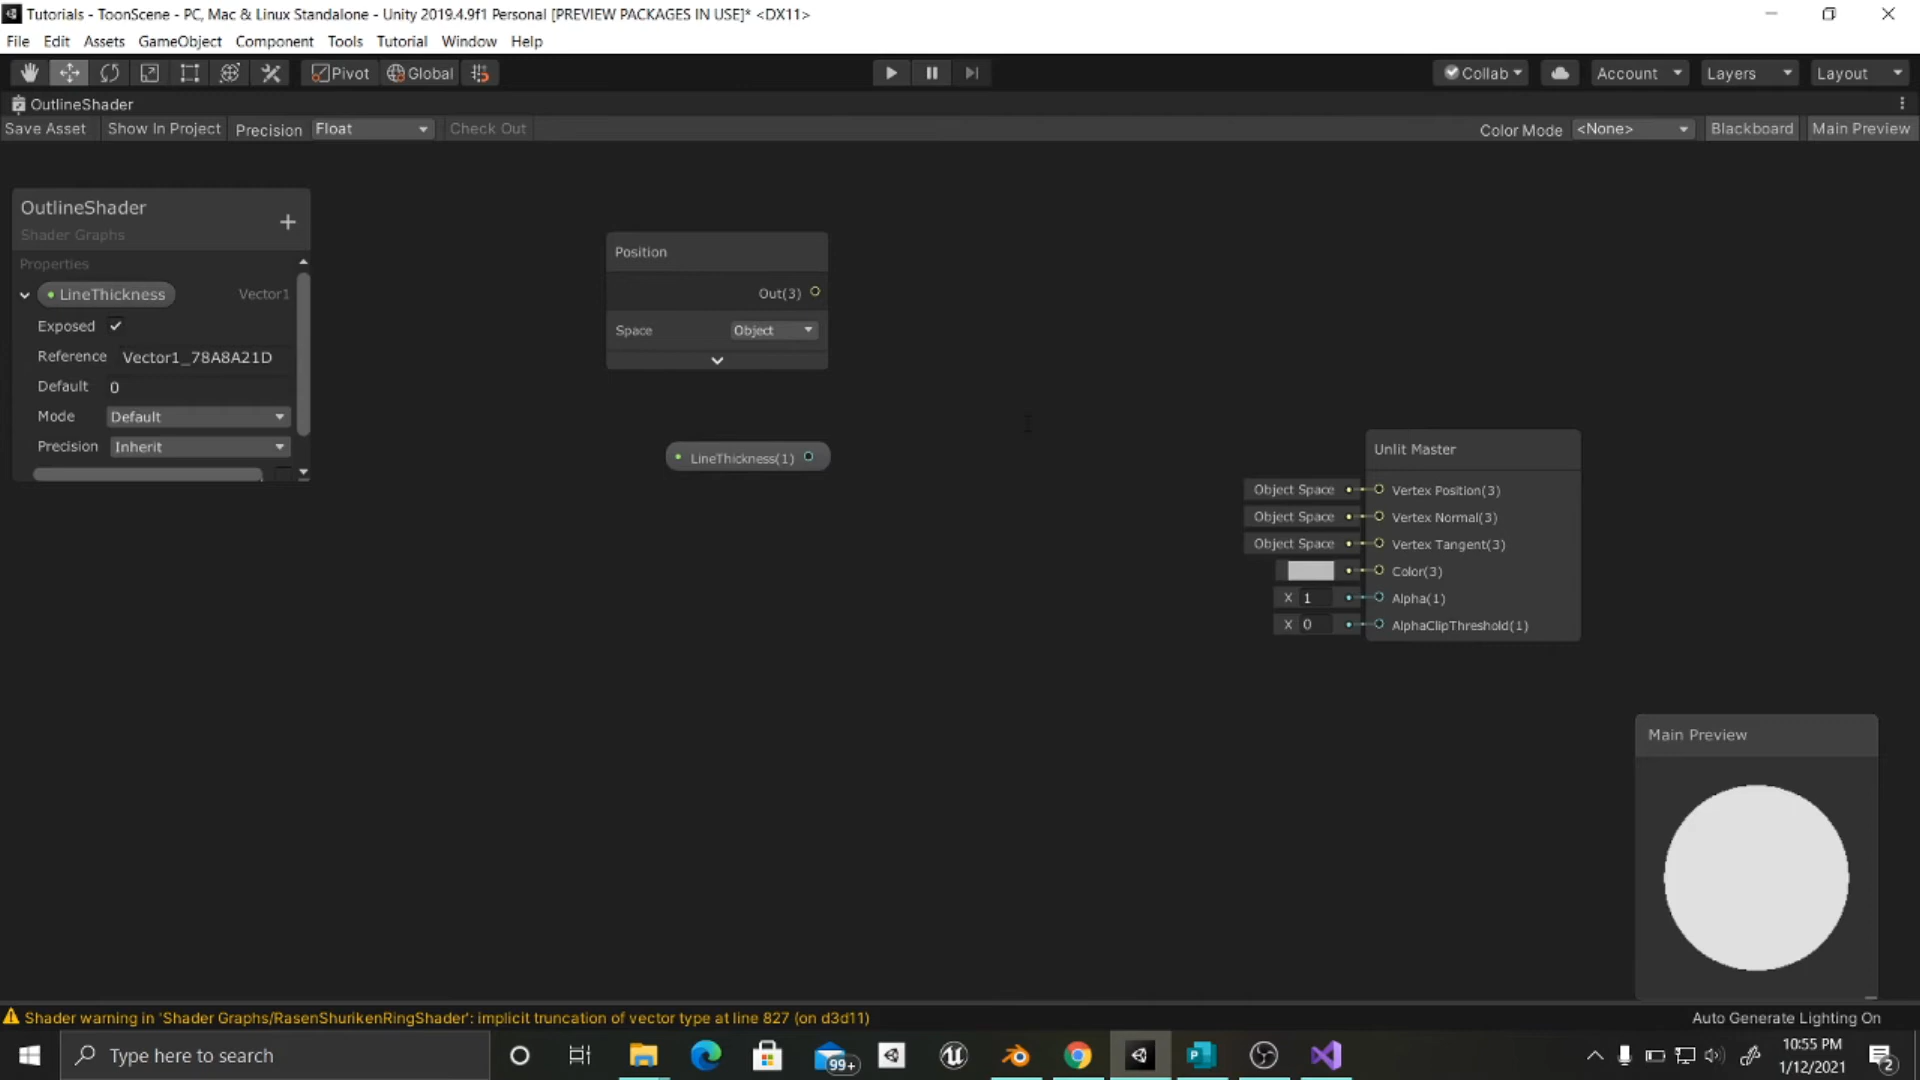 Tutorials - ToonScene - PC, Mac & Linux Standalone - Unity 2019.4.9f1 Personal [PREVIEW PACKAGES IN USE]* <DX11>
File Edit Assets GameObject Component Tools Tutorial Window Help
Pivot Global Collab Account Layers Layout
OutlineShader
Save Asset Show In Project Precision Float Check Out Color Mode <None> Blackboard Main Preview
OutlineShader
Shader Graphs
Properties
LineThickness Vector1
Exposed
Reference Vector1_78A8A21D
Default 0
Mode Default
Precision Inherit
Position
Out(3)
Space Object
LineThickness(1)
Unlit Master
Object Space Vertex Position(3)
Object Space Vertex Normal(3)
Object Space Vertex Tangent(3)
Color(3)
X 1 Alpha(1)
X 0 AlphaClipThreshold(1)
Main Preview
Shader warning in 'Shader Graphs/RasenShurikenRingShader': implicit truncation of vector type at line 827 (on d3d11)
Auto Generate Lighting On
Type here to search
99+
10:55 PM
1/12/2021
2